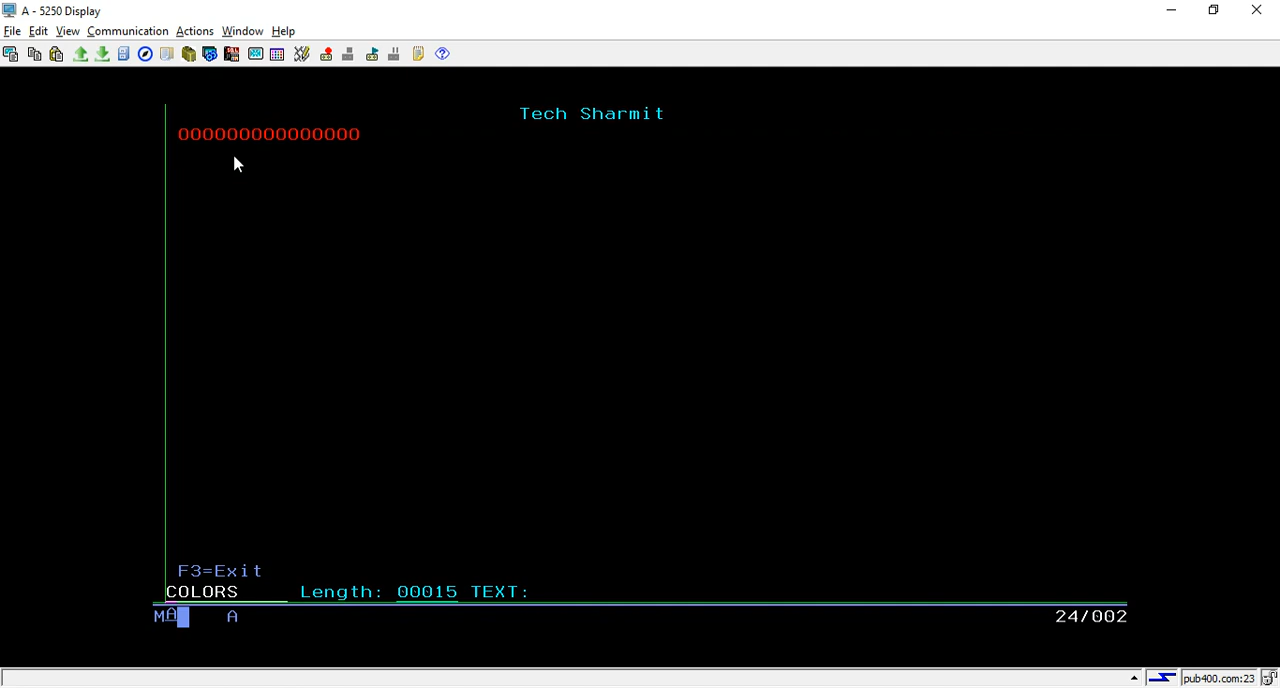 A - 5250 Display
File Edit View Communication Actions Window Help
Tech Sharmit
OOOOOOOOOOOOOOO
F3=Exit
COLORS Length: 00015 TEXT:
MA A 24/002
pub400.com:23